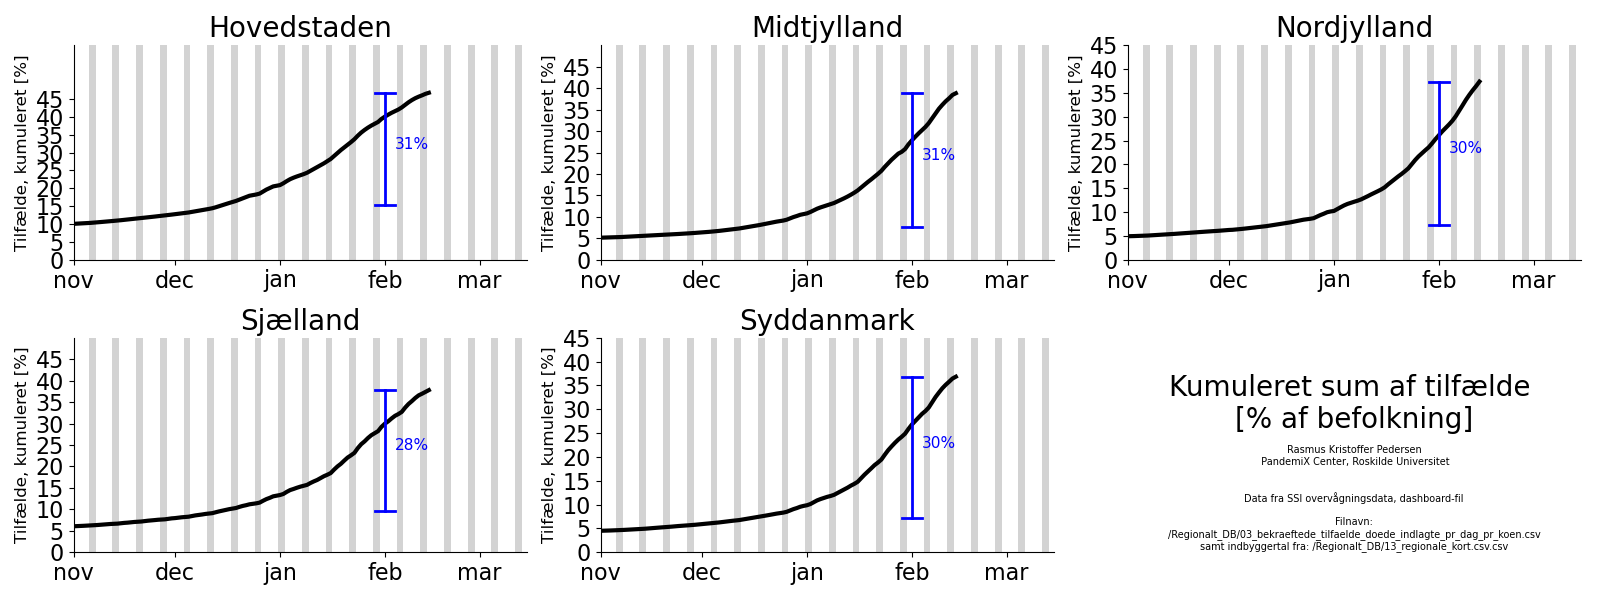 Hovedstaden
Tilfælde, kumuleret [%]
45
40
35
30
25
20
15
10
5
0
31%
nov dec jan feb mar
Midtjylland
Tilfælde, kumuleret [%]
45
40
35
30
25
20
15
10
5
0
31%
nov dec jan feb mar
Nordjylland
Tilfælde, kumuleret [%]
45
40
35
30
25
20
15
10
5
0
30%
nov dec jan feb mar
Sjælland
Tilfælde, kumuleret [%]
45
40
35
30
25
20
15
10
5
0
28%
nov dec jan feb mar
Syddanmark
Tilfælde, kumuleret [%]
45
40
35
30
25
20
15
10
5
0
30%
nov dec jan feb mar
Kumuleret sum af tilfælde
[% af befolkning]
Rasmus Kristoffer Pedersen
PandemiX Center, Roskilde Universitet
Data fra SSI overvågningsdata, dashboard-fil
Filnavn:
/Regionalt_DB/03_bekraeftede_tilfaelde_doede_indlagte_pr_dag_pr_koen.csv
samt indbyggertal fra: /Regionalt_DB/13_regionale_kort.csv.csv